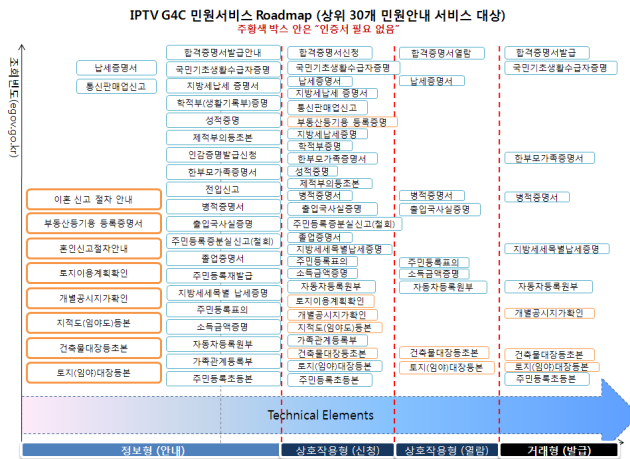 IPTV G4C 민원서비스 Roadmap (상위 30개 민원안내 서비스 대상)
주황색 박스 안은 “인증서 필요 없음”
조회빈도(egov.go.kr)
납세증명서
통신판매업신고
이혼 신고 절차 안내
부동산등기용 등록증명서
혼인신고절차안내
토지이용계획확인
개별공시지가확인
지적도(임야도)등본
건축물대장등초본
토지(임야)대장등본
합격증명서발급안내
국민기초생활수급자증명
지방세납세 증명서
학적부(생활기록부)증명
성적증명
제적부의등초본
인감증명발급신청
한부모가족증명서
전입신고
병적증명서
출입국사실증명
주민등록증분실신고(철회)
졸업증명서
주민등록재발급
지방세세목별 납세증명
주민등록표의
소득금액증명
자동차등록원부
가족관계등록부
주민등록초등본
합격증명서신청
국민기초생활수급자증명
납세증명서
지방세납세 증명서
통신판매업신고
부동산등기용 등록증명
지방세납세증명
학적부증명
한부모가족증명서
성적증명
제적부의등초본
병적증명서
출입국사실증명
주민등록증분실신고(철회)
졸업증명서
지방세세목별납세증명
주민등록표의
소득금액증명
자동차등록원부
토지이용계획확인
개별공시지가확인
지적도(임야도)등본
가족관계등록부
건축물대장등초본
토지(임야)대장등본
주민등록초등본
합격증명서열람
납세증명서
병적증명서
출입국사실증명
주민등록표의
소득금액증명
자동차등록원부
건축물대장등초본
토지(임야)대장등본
합격증명서발급
국민기초생활수급자증명
한부모가족증명서
병적증명서
지방세세목별납세증명
자동차등록원부
개별공시지가확인
건축물대장등초본
토지(임야)대장등본
주민등록초등본
Technical Elements
정보형 (안내)
상호작용형 (신청)
상호작용형 (열람)
거래형 (발급)